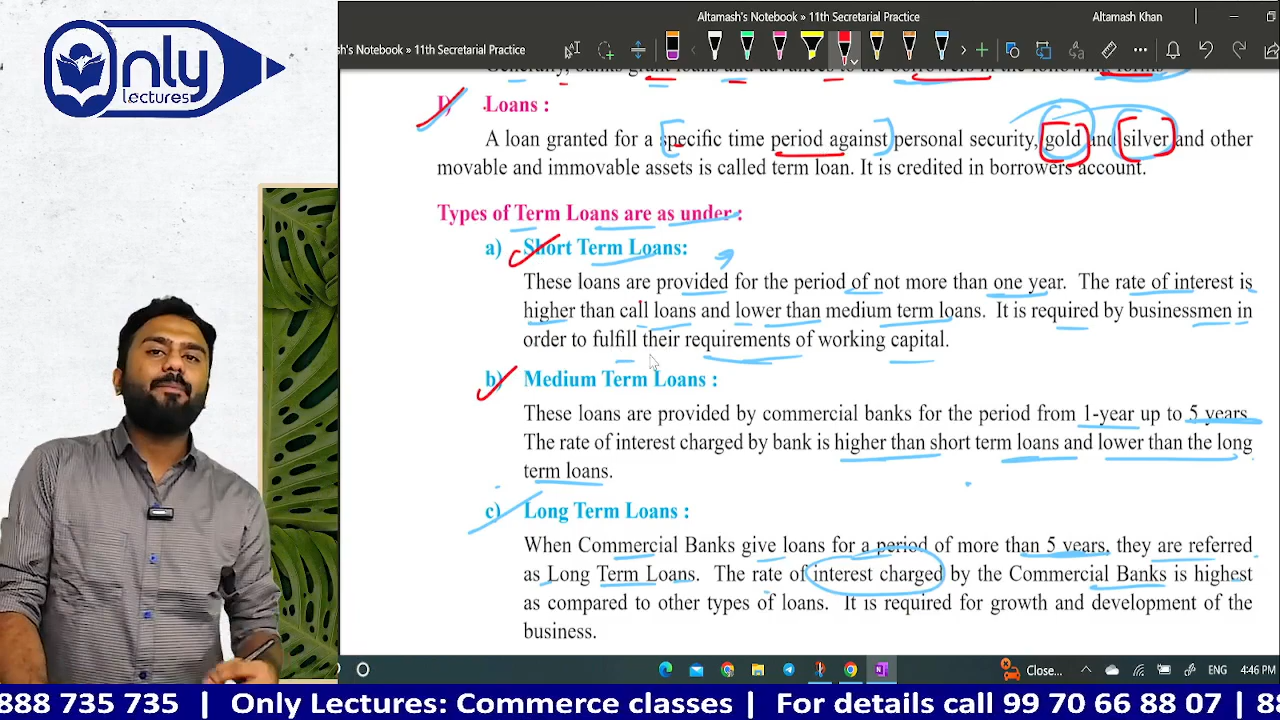 Altamash's Notebook » 11th Secretarial Practice
Altamash Khan
's Notebook » 11th Secretarial Practice
Only
Lectures
I) Loans :
A loan granted for a specific time period against personal security, gold and silver and other
movable and immovable assets is called term loan. It is credited in borrowers account.
Types of Term Loans are as under :
a) Short Term Loans:
These loans are provided for the period of not more than one year. The rate of interest is
higher than call loans and lower than medium term loans. It is required by businessmen in
order to fulfill their requirements of working capital.
b) Medium Term Loans :
These loans are provided by commercial banks for the period from 1-year up to 5 years.
The rate of interest charged by bank is higher than short term loans and lower than the long
term loans.
c) Long Term Loans :
When Commercial Banks give loans for a period of more than 5 years, they are referred
as Long Term Loans. The rate of interest charged by the Commercial Banks is highest
as compared to other types of loans. It is required for growth and development of the
business.
Close...
ENG
4:46 PM
888 735 735 | Only Lectures: Commerce classes | For details call 99 70 66 88 07 | 88